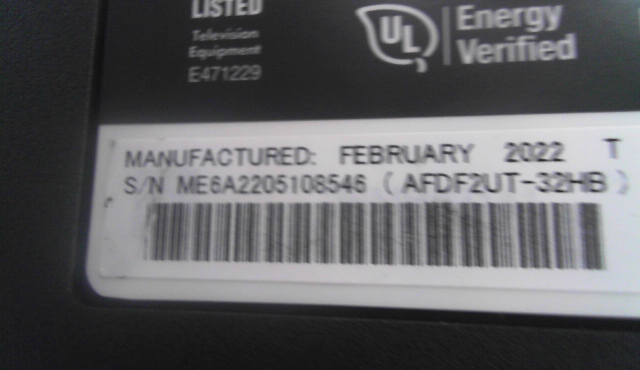 LISTED
Television
Equipment
E471229
UL
Energy
Verified
MANUFACTURED: FEBRUARY 2022 T
S/N ME6A2205108546 ( AFDF2UT-32HB )